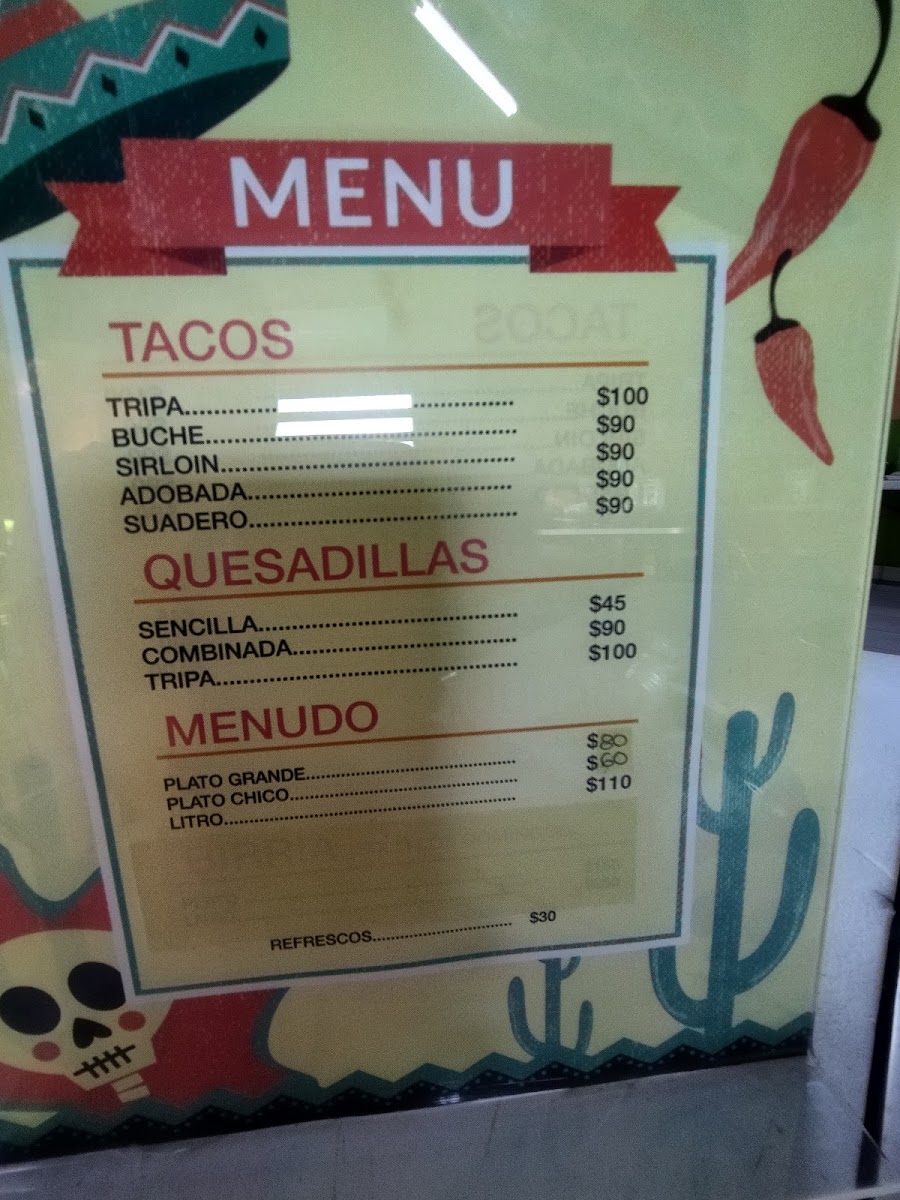 MENU
TACOS
TRIPA.................................................$100
BUCHE.................................................$90
SIRLOIN.................................................$90
ADOBADA.................................................$90
SUADERO.................................................$90
QUESADILLAS
SENCILLA.................................................$45
COMBINADA.................................................$90
TRIPA.................................................$100
MENUDO
PLATO GRANDE.................................................$80
PLATO CHICO.................................................$60
LITRO.................................................$110
REFRESCOS..............................$30